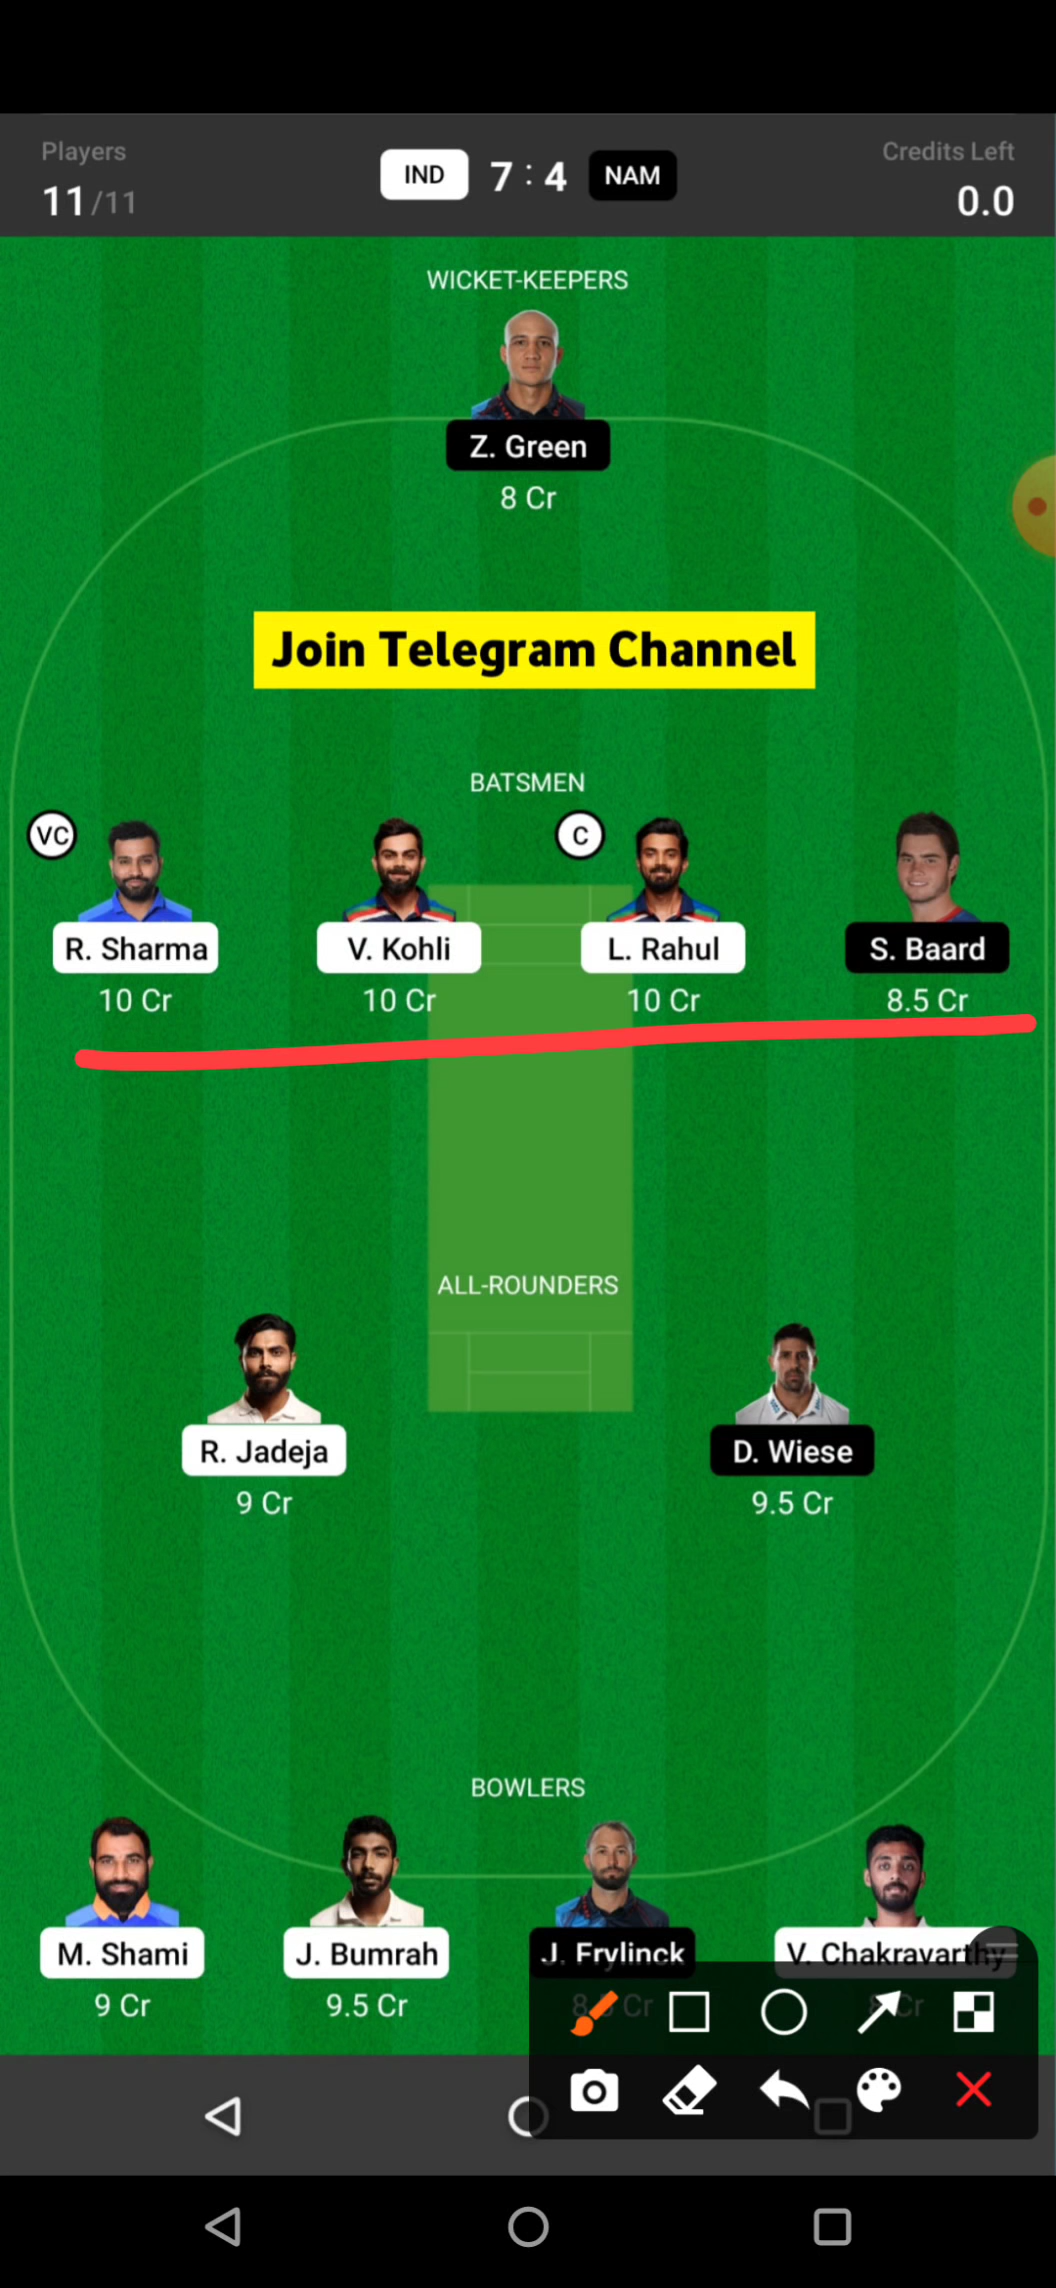 Players
Credits Left
IND 7 : 4 NAM
11/11
0.0
WICKET-KEEPERS
Z. Green
8 Cr
Join Telegram Channel
BATSMEN
VC
C
R. Sharma V. Kohli L. Rahul S. Baard
10 Cr 10 Cr 10 Cr 8.5 Cr
ALL-ROUNDERS
R. Jadeja D. Wiese
9 Cr 9.5 Cr
BOWLERS
M. Shami J. Bumrah J. Frylinck V. Chakravarthy
9 Cr 9.5 Cr Cr Cr